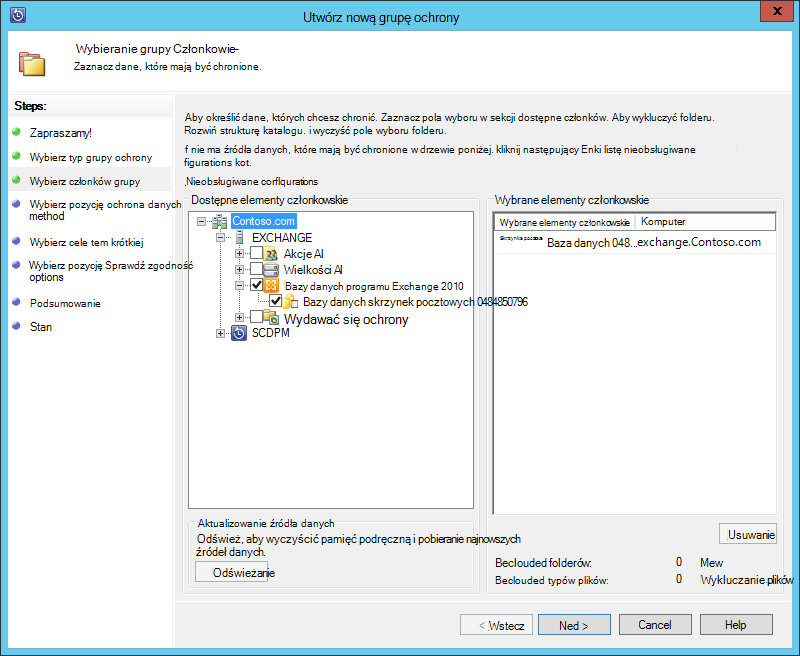 Utwórz nową grupę ochrony
X
Wybieranie grupy Członkowie-
Zaznacz dane, które mają być chronione.
Steps:
Zapraszamy!
Wybierz typ grupy ochrony
Wybierz członków grupy
Wybierz pozycję ochrona danych
method
Wybierz cele tem krótkiej
Wybierz pozycję Sprawdź zgodność
options
Podsumowanie
Stan
Aby określić dane, których chcesz chronić. Zaznacz pola wyboru w sekcji dostępne członków. Aby wykluczyć folderu.
Rozwiń strukturę katalogu. i wyczyść pole wyboru folderu.
f nie ma źródła danych, które mają być chronione w drzewie poniżej. kliknij następujący Enki listę nieobsługiwane
figurations kot.
Nieobsługiwane corflqurations
Dostępne elementy członkowskie
Contoso.com
EXCHANGE
Akcje AI
Wielkości AI
Bazy danych programu Exchange 2010
Bazy danych skrzynek pocztowych 0484850796
Wydawać się ochrony
SCDPM
Wybrane elementy członkowskie
Wybrane elementy członkowskie Komputer
Skrzynka pocztowa Baza danych 048... exchange.Contoso.com
Aktualizowanie źródła danych
Odśwież, aby wyczyścić pamięć podręczną i pobieranie najnowszych
źródeł danych.
Odświeżanie
Usuwanie
Beclouded folderów: 0 Mew
Beclouded typów plików: 0 Wykluczanie plików
< Wstecz
Ned >
Cancel
Help